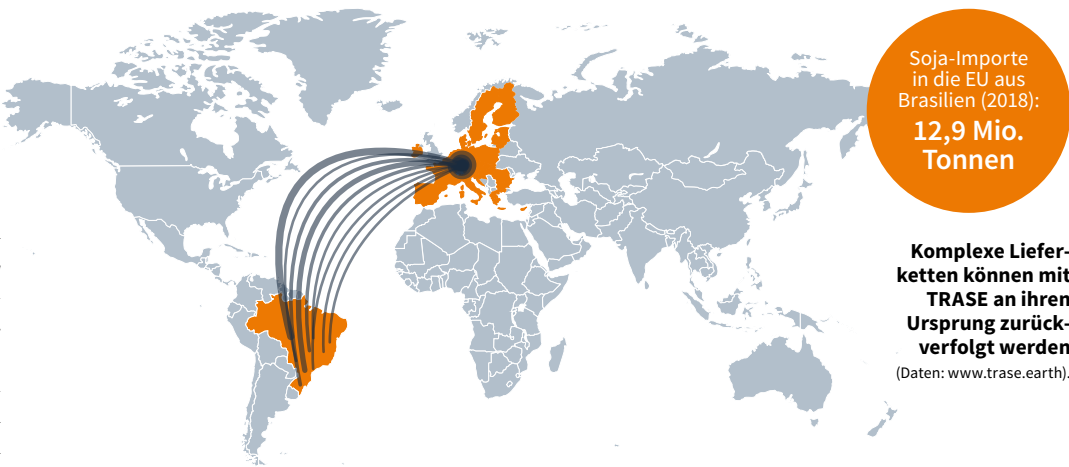 Soja-Importe
in die EU aus
Brasilien (2018):
12,9 Mio.
Tonnen
Komplexe Liefer-
ketten können mit
TRASE an ihren
Ursprung zurück-
verfolgt werden
(Daten: www.trase.earth).